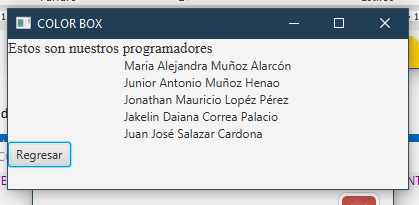 COLOR BOX
Estos son nuestros programadores
Maria Alejandra Muñoz Alarcón
Junior Antonio Muñoz Henao
Jonathan Mauricio Lopéz Pérez
Jakelin Daiana Correa Palacio
Juan José Salazar Cardona
Regresar